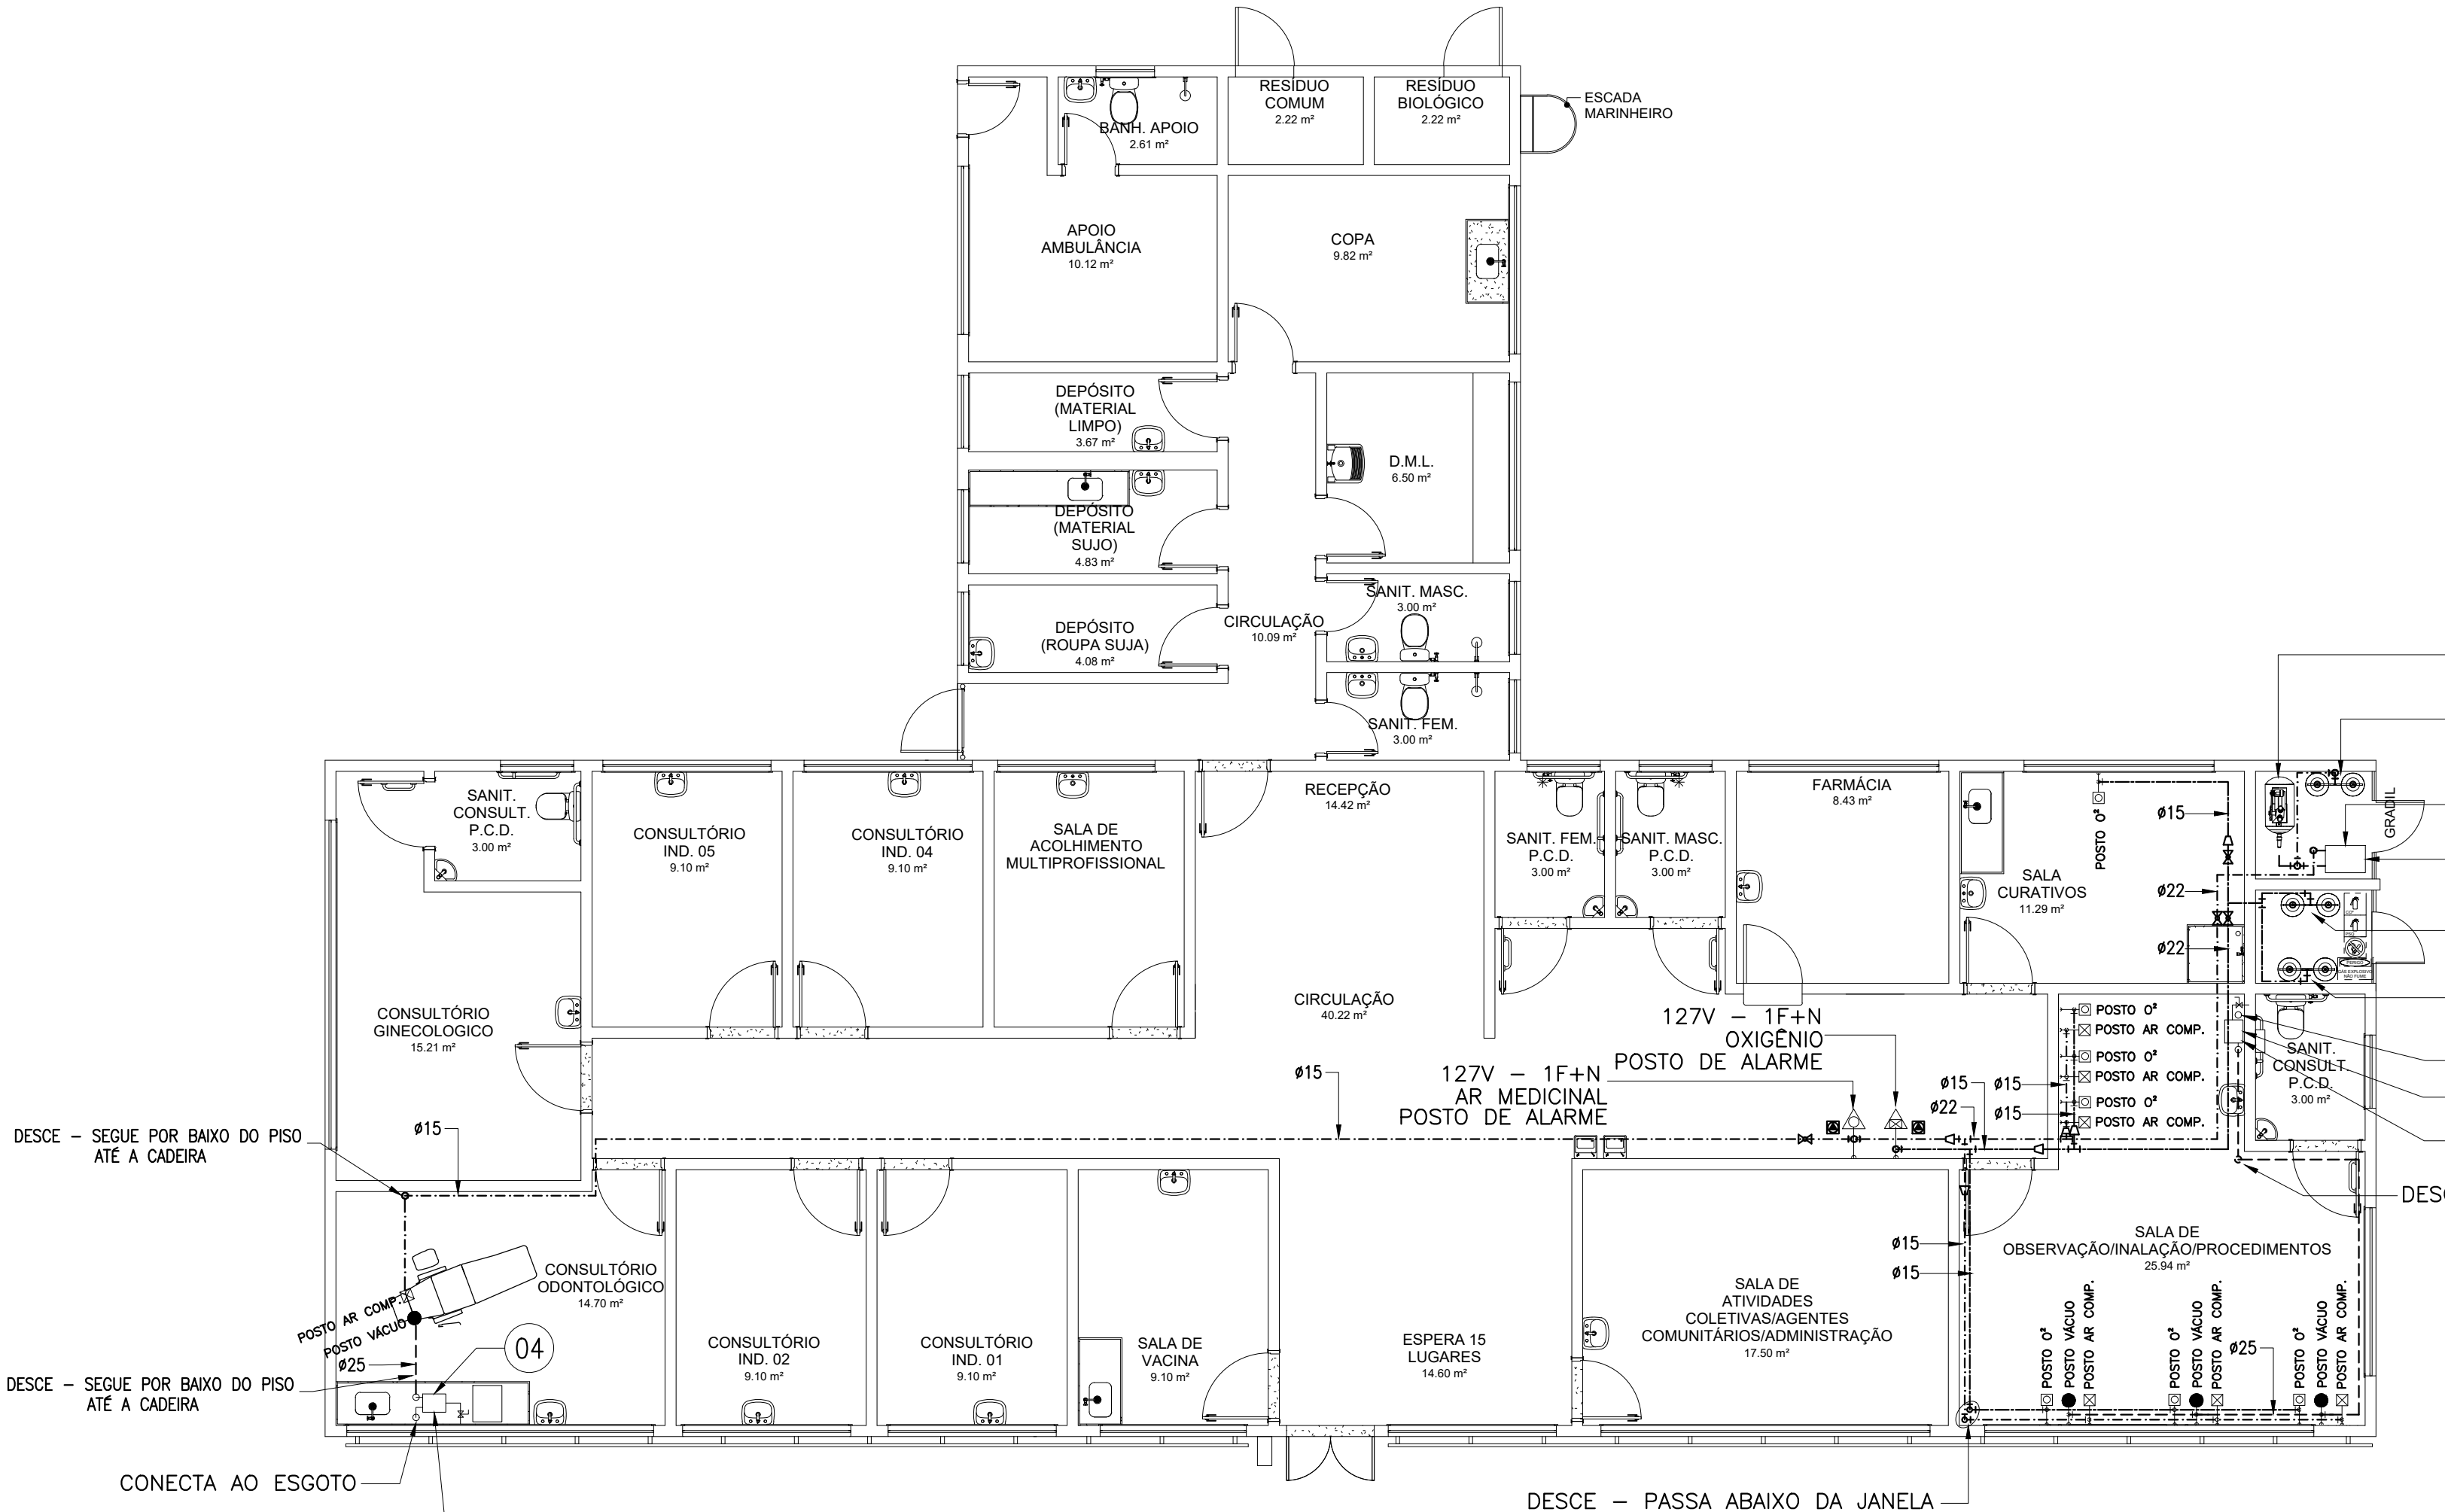 RESÍDUO
COMUM
2.22 m²
RESÍDUO
BIOLÓGICO
2.22 m²
ESCADA
MARINHEIRO
BANH. APOIO
2.61 m²
APOIO
AMBULÂNCIA
10.12 m²
COPA
9.82 m²
DEPÓSITO
(MATERIAL
LIMPO)
3.67 m²
D.M.L.
6.50 m²
DEPÓSITO
(MATERIAL
SUJO)
4.83 m²
SANIT. MASC.
3.00 m²
CIRCULAÇÃO
10.09 m²
DEPÓSITO
(ROUPA SUJA)
4.08 m²
SANIT. FEM.
3.00 m²
SANIT.
CONSULT.
P.C.D.
3.00 m²
CONSULTÓRIO
IND. 05
9.10 m²
CONSULTÓRIO
IND. 04
9.10 m²
SALA DE
ACOLHIMENTO
MULTIPROFISSIONAL
RECEPÇÃO
14.42 m²
SANIT. FEM.
P.C.D.
3.00 m²
SANIT. MASC.
P.C.D.
3.00 m²
FARMÁCIA
8.43 m²
POSTO O²
SALA
CURATIVOS
11.29 m²
ø15
ø22
ø22
GRADIL
PERIGO
GÁS EXPLOSIVO
NÃO FUME
CONSULTÓRIO
GINECOLOGICO
15.21 m²
CIRCULAÇÃO
40.22 m²
127V – 1F+N
OXIGÊNIO
POSTO DE ALARME
127V – 1F+N
AR MEDICINAL
POSTO DE ALARME
ø15
ø15
ø22
ø15
ø15
POSTO O²
POSTO AR COMP.
POSTO O²
POSTO AR COMP.
POSTO O²
POSTO AR COMP.
SANIT.
CONSULT.
P.C.D.
3.00 m²
DESCE – SEGUE POR BAIXO DO PISO
ATÉ A CADEIRA
ø15
DESC
CONSULTÓRIO
ODONTOLÓGICO
14.70 m²
POSTO AR COMP.
POSTO VÁCUO
ø25
04
DESCE – SEGUE POR BAIXO DO PISO
ATÉ A CADEIRA
CONSULTÓRIO
IND. 02
9.10 m²
CONSULTÓRIO
IND. 01
9.10 m²
SALA DE
VACINA
9.10 m²
ESPERA 15
LUGARES
14.60 m²
SALA DE
ATIVIDADES
COLETIVAS/AGENTES
COMUNITÁRIOS/ADMINISTRAÇÃO
17.50 m²
ø15
ø15
SALA DE
OBSERVAÇÃO/INALAÇÃO/PROCEDIMENTOS
25.94 m²
POSTO O²
POSTO VÁCUO
POSTO AR COMP.
POSTO O²
POSTO VÁCUO
POSTO AR COMP.
ø25
POSTO O²
POSTO VÁCUO
POSTO AR COMP.
CONECTA AO ESGOTO
DESCE – PASSA ABAIXO DA JANELA